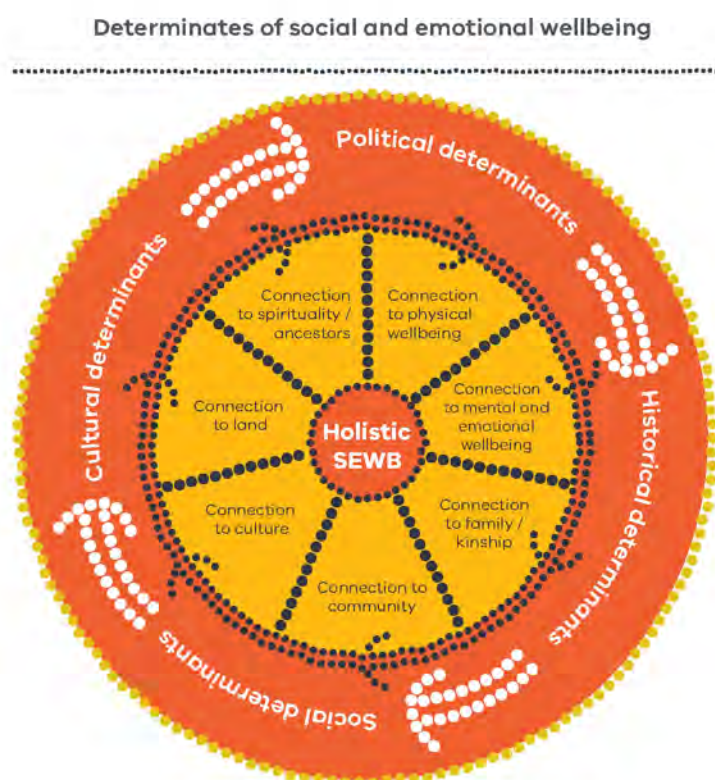 Determinates of social and emotional wellbeing
Political determinants
Historical determinants
Social determinants
Cultural determinants
Connection
to spirituality /
ancestors
Connection
to physical
wellbeing
Connection
to mental and
emotional
wellbeing
Connection
to family /
kinship
Connection to
community
Connection
to culture
Connection
to land
Holistic
SEWB